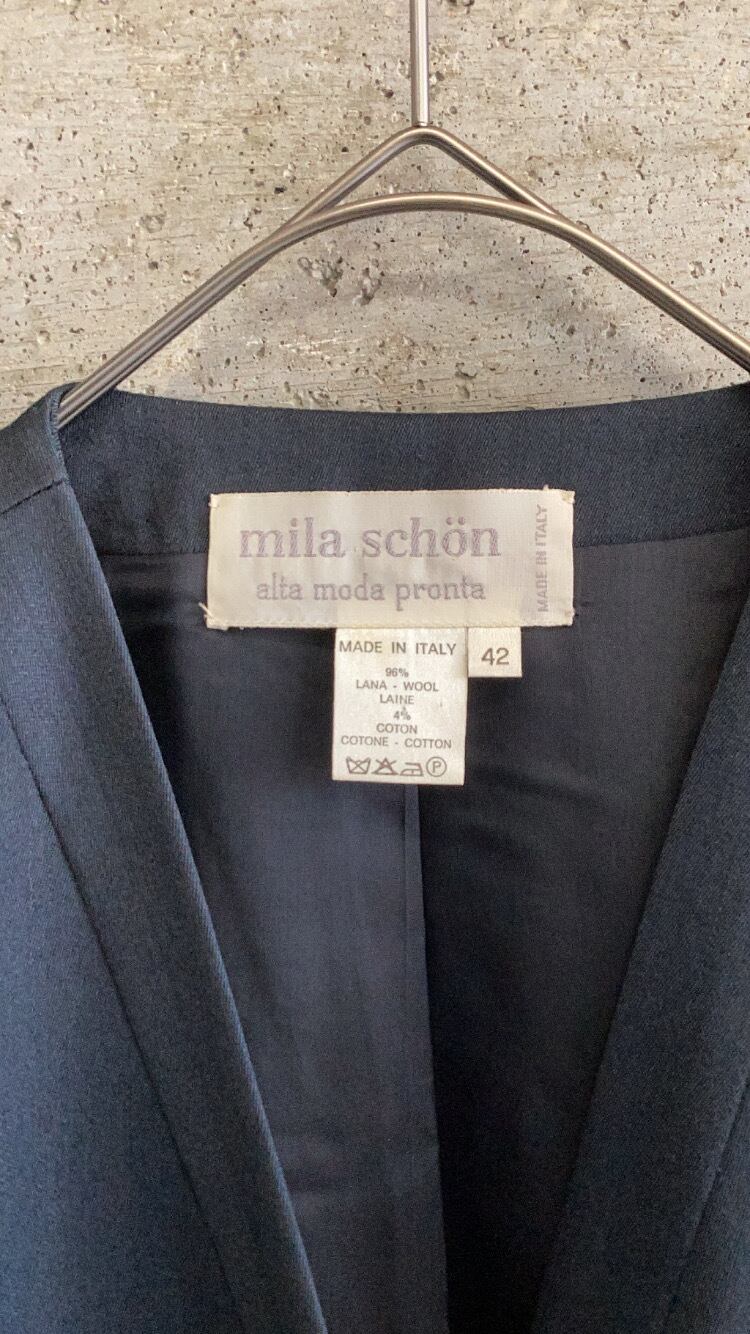 mila schön
alta moda pronta
MADE IN ITALY
MADE IN ITALY
42
96%
LANA - WOOL
LAINE
4%
COTON
COTONE - COTTON
P